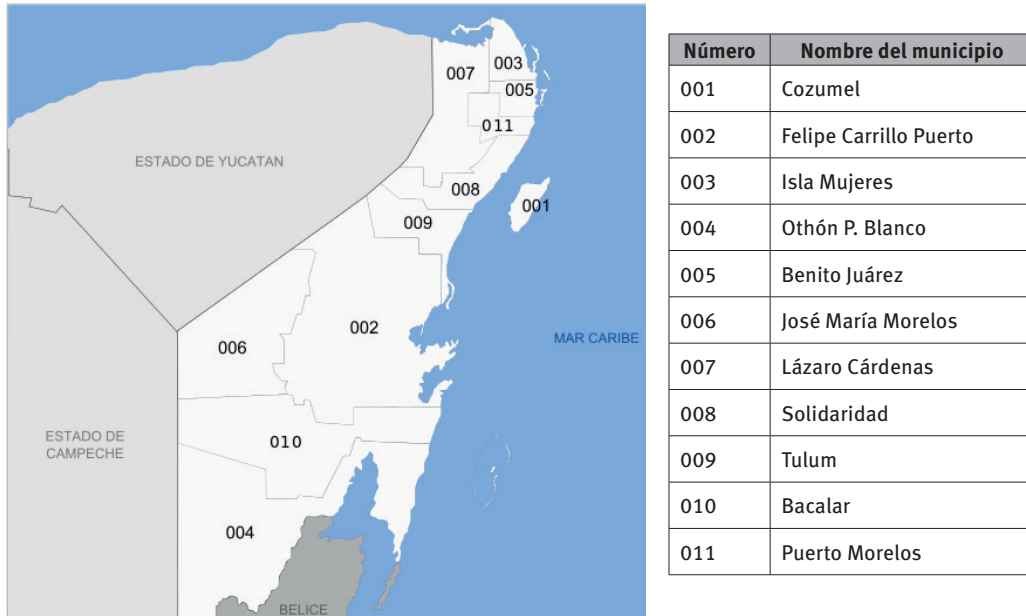 003
007
005
011
ESTADO DE YUCATAN
008
001
009
002
MAR CARIBE
006
010
ESTADO DE
CAMPECHE
004
BELICE
Número Nombre del municipio
001 Cozumel
002 Felipe Carrillo Puerto
003 Isla Mujeres
004 Othón P. Blanco
005 Benito Juárez
006 José María Morelos
007 Lázaro Cárdenas
008 Solidaridad
009 Tulum
010 Bacalar
011 Puerto Morelos